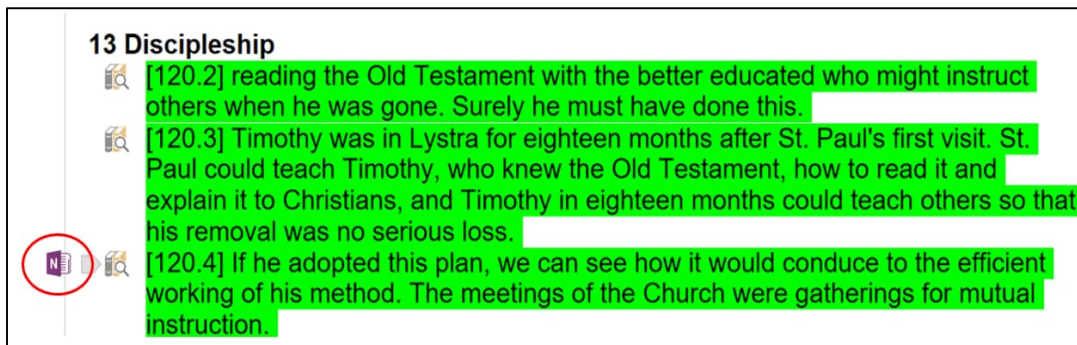 13 Discipleship
[120.2] reading the Old Testament with the better educated who might instruct
others when he was gone. Surely he must have done this.
[120.3] Timothy was in Lystra for eighteen months after St. Paul's first visit. St.
Paul could teach Timothy, who knew the Old Testament, how to read it and
explain it to Christians, and Timothy in eighteen months could teach others so that
his removal was no serious loss.
N
[120.4] If he adopted this plan, we can see how it would conduce to the efficient
working of his method. The meetings of the Church were gatherings for mutual
instruction.